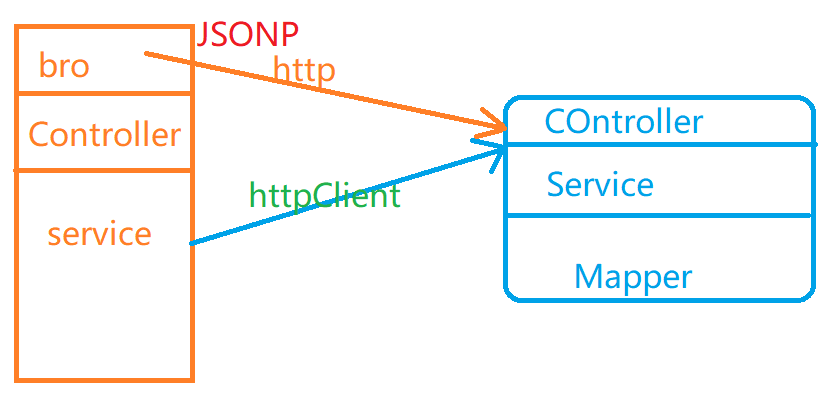 JSONP
bro
http
Controller
COntroller
httpClient
Service
service
Mapper